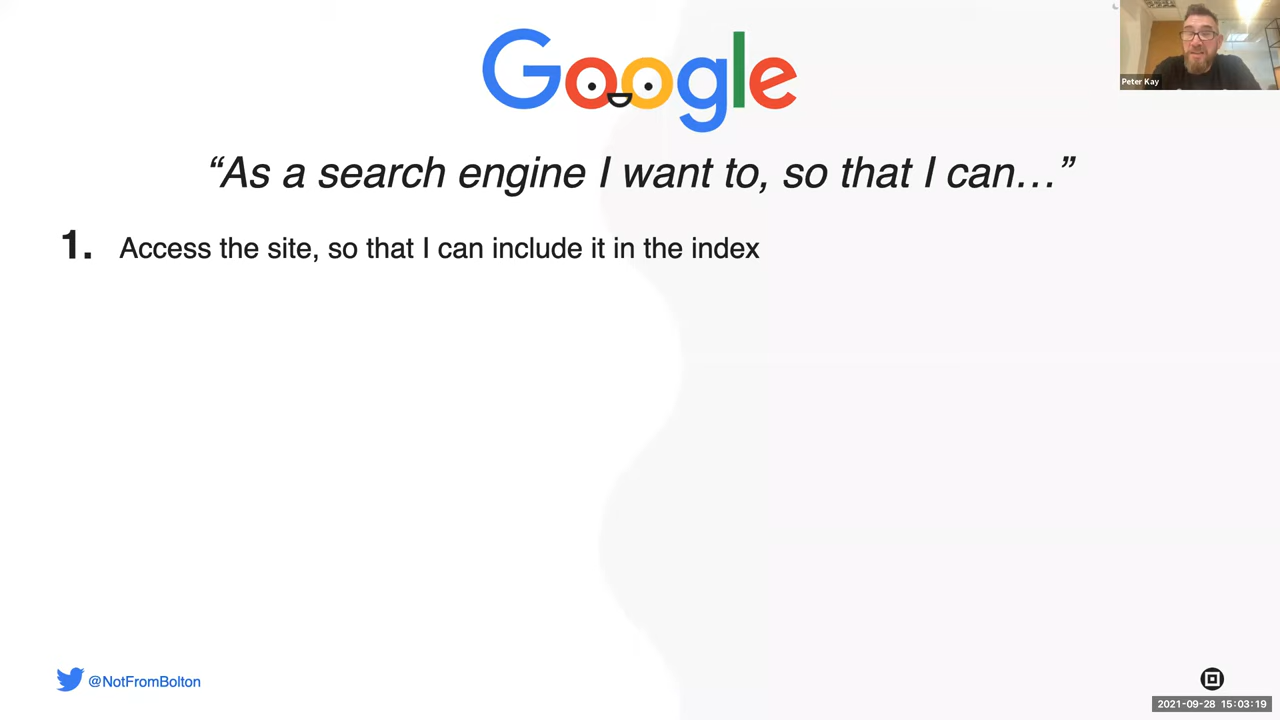 Google
Peter Kay
“As a search engine I want to, so that I can…”
1. Access the site, so that I can include it in the index
@NotFromBolton
2021-09-28 15:03:19